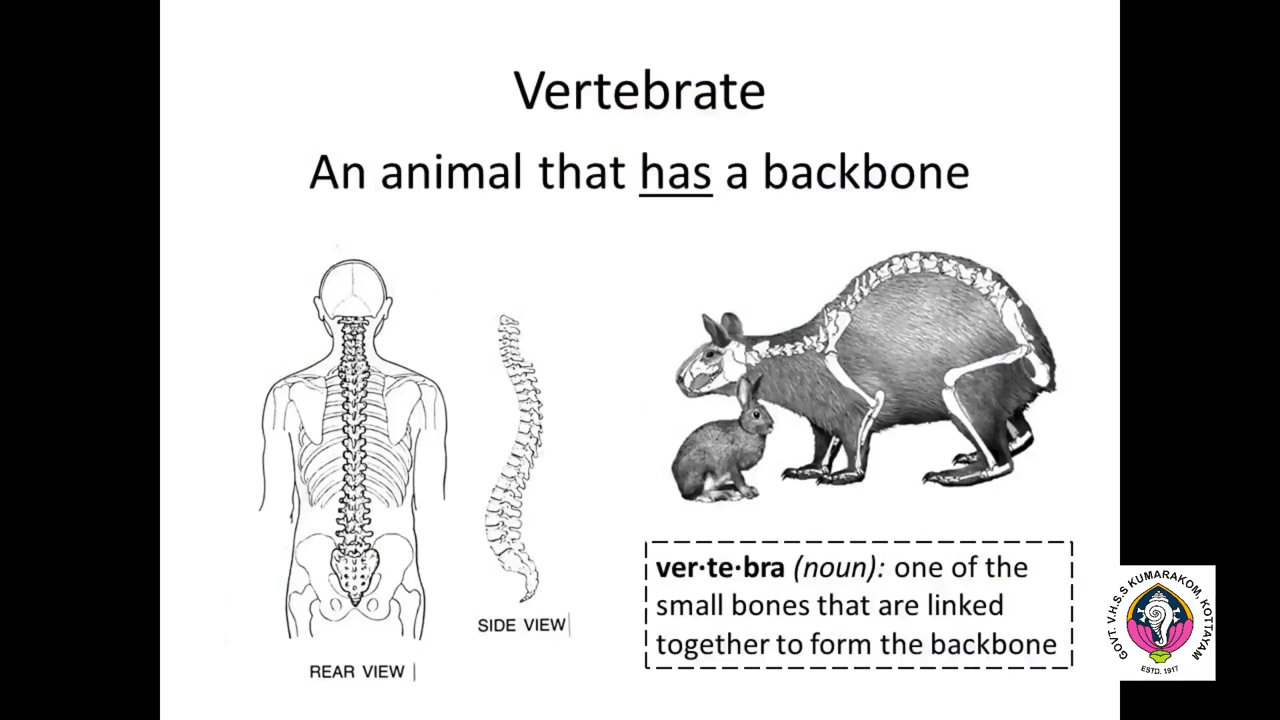 Vertebrate
An animal that has a backbone
SIDE VIEW
REAR VIEW
ver·te·bra (noun): one of the
small bones that are linked
together to form the backbone
GOVT. V.H.S.S KUMARAKOM, KOTTAYAM
ESTD. 1917